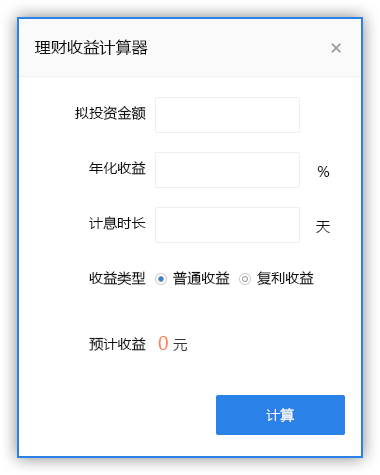 理财收益计算器 ×
拟投资金额
年化收益 %
计息时长 天
收益类型 普通收益 复利收益
预计收益 0 元
计算